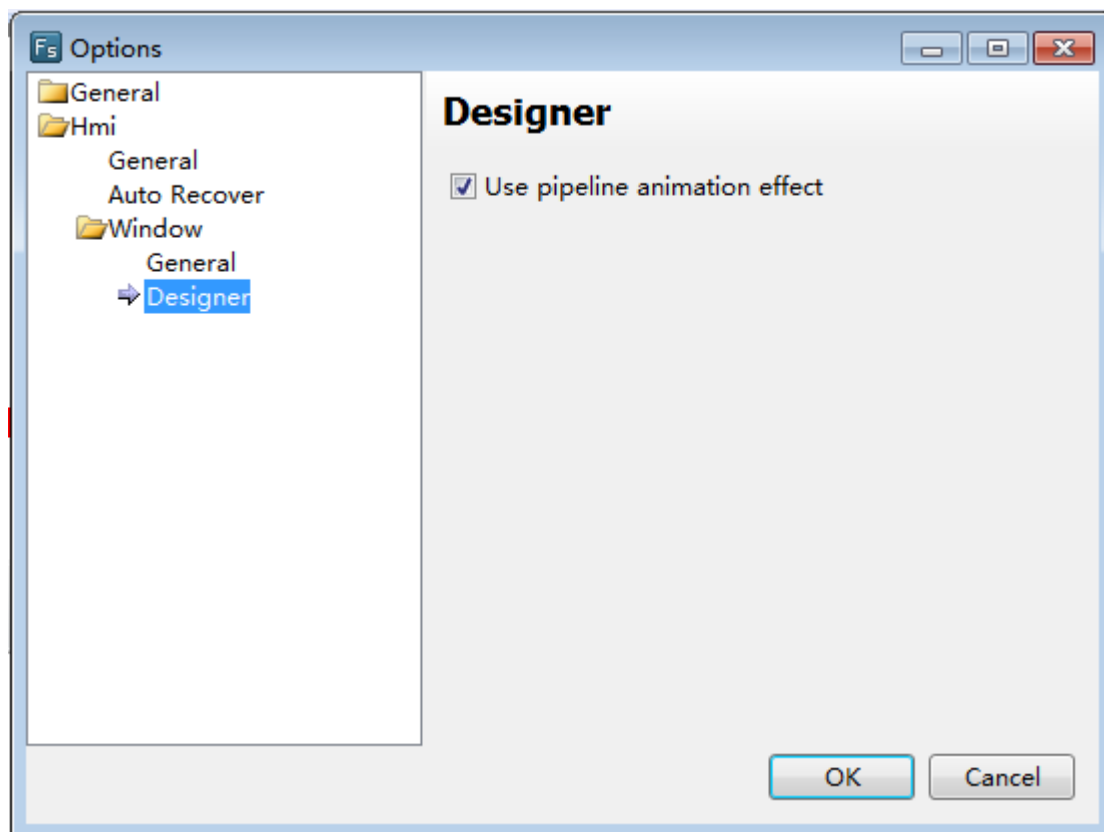 Fs Options
General
Hmi
General
Auto Recover
Window
General
Designer
Designer
Use pipeline animation effect
OK
Cancel